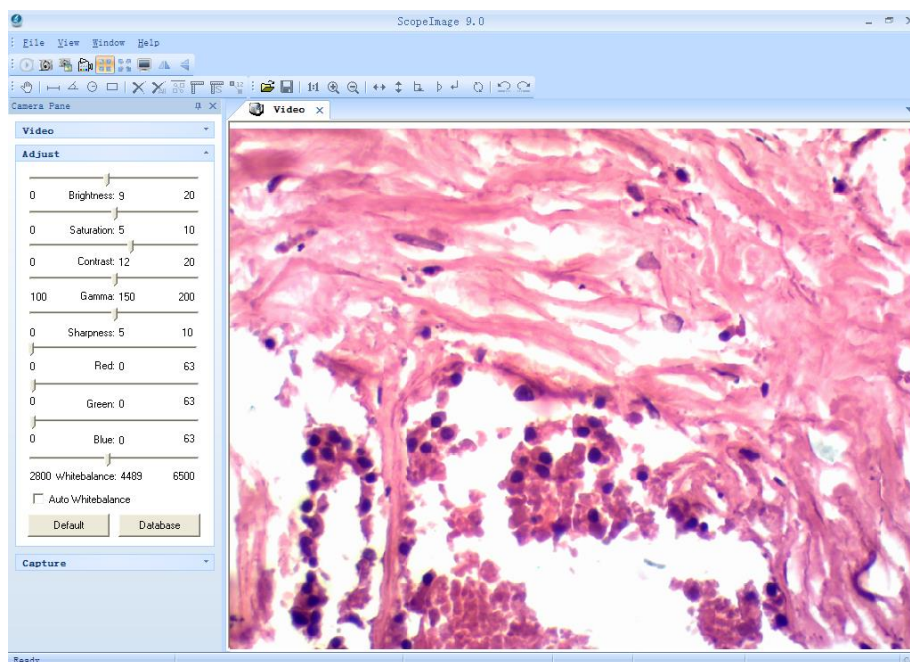 ScopeImage 9.0
File View Window Help
1:1
Camera Pane
Video
Video
Adjust
0 Brightness: 9 20
0 Saturation: 5 10
0 Contrast: 12 20
100 Gamma: 150 200
0 Sharpness: 5 10
0 Red: 0 63
0 Green: 0 63
0 Blue: 0 63
2800 Whitebalance: 4489 6500
Auto Whitebalance
Default Database
Capture
Ready